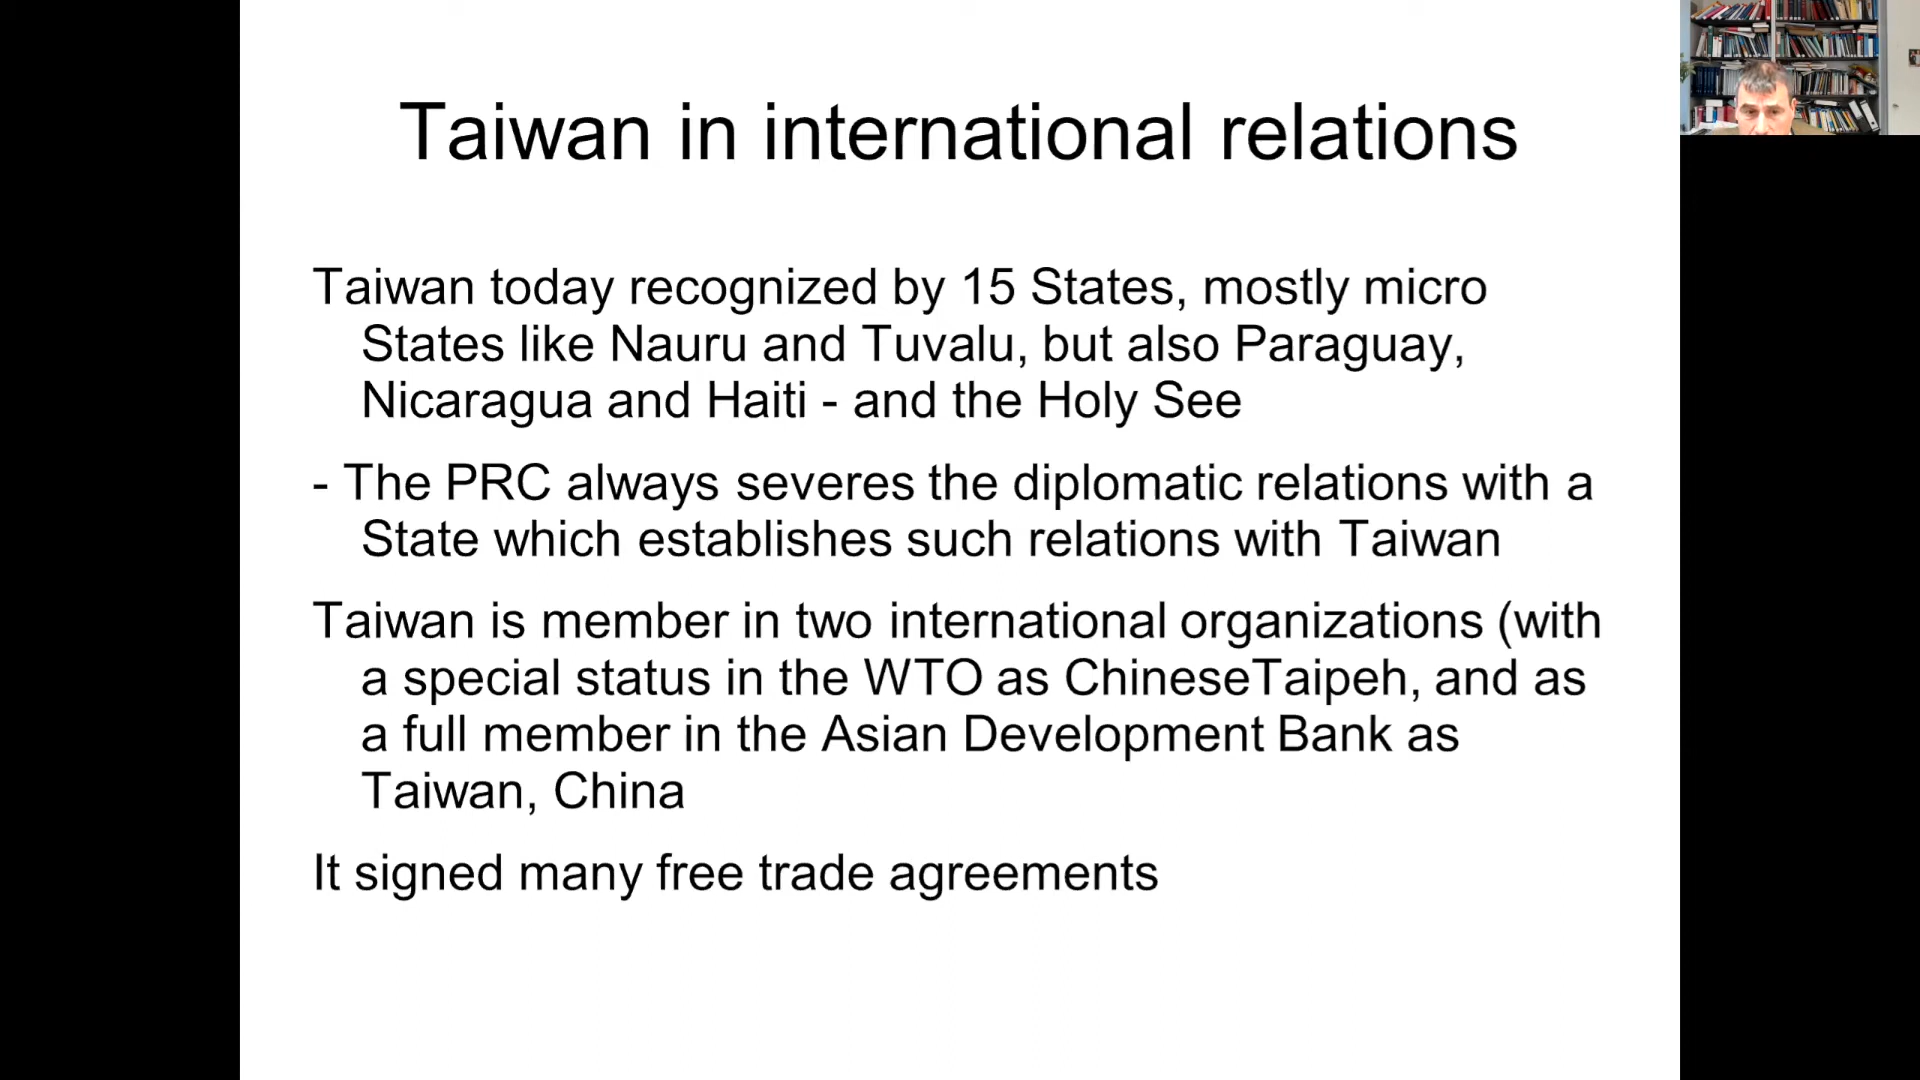 Taiwan in international relations
Taiwan today recognized by 15 States, mostly micro
States like Nauru and Tuvalu, but also Paraguay,
Nicaragua and Haiti - and the Holy See
- The PRC always severes the diplomatic relations with a
State which establishes such relations with Taiwan
Taiwan is member in two international organizations (with
a special status in the WTO as ChineseTaipeh, and as
a full member in the Asian Development Bank as
Taiwan, China
It signed many free trade agreements